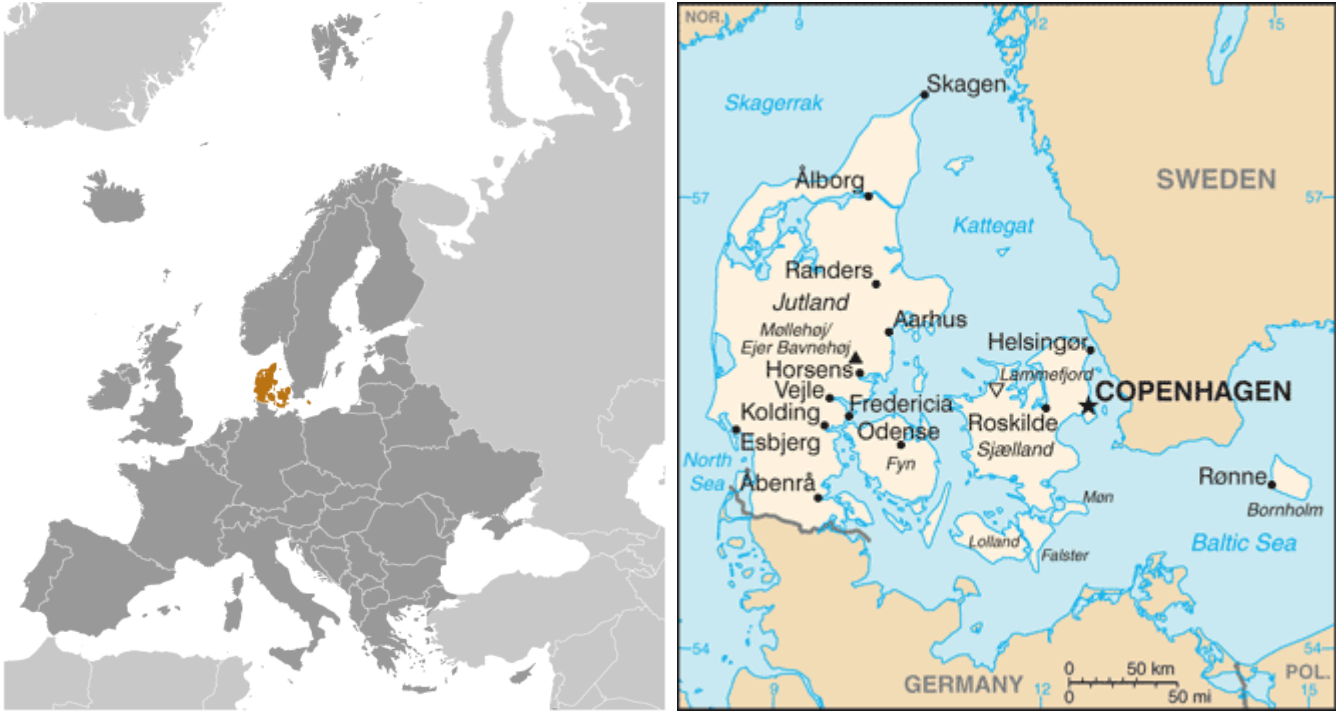 NOR.
9
12
15
Skagen
Skagerrak
Ålborg
SWEDEN
57
57
Kattegat
Randers
Jutland
Aarhus
Møllehøj/
Ejer Bavnehøj
Helsingør
Horsens
Lammefjord
Vejle
COPENHAGEN
Fredericia
Kolding
Roskilde
Odense
Esbjerg
Sjælland
North
Sea
Fyn
Rønne
Åbenrå
Møn
Bornholm
Lolland
Falster
Baltic Sea
54
54
0 50 km
0 50 mi
POL.
GERMANY
9
12
15